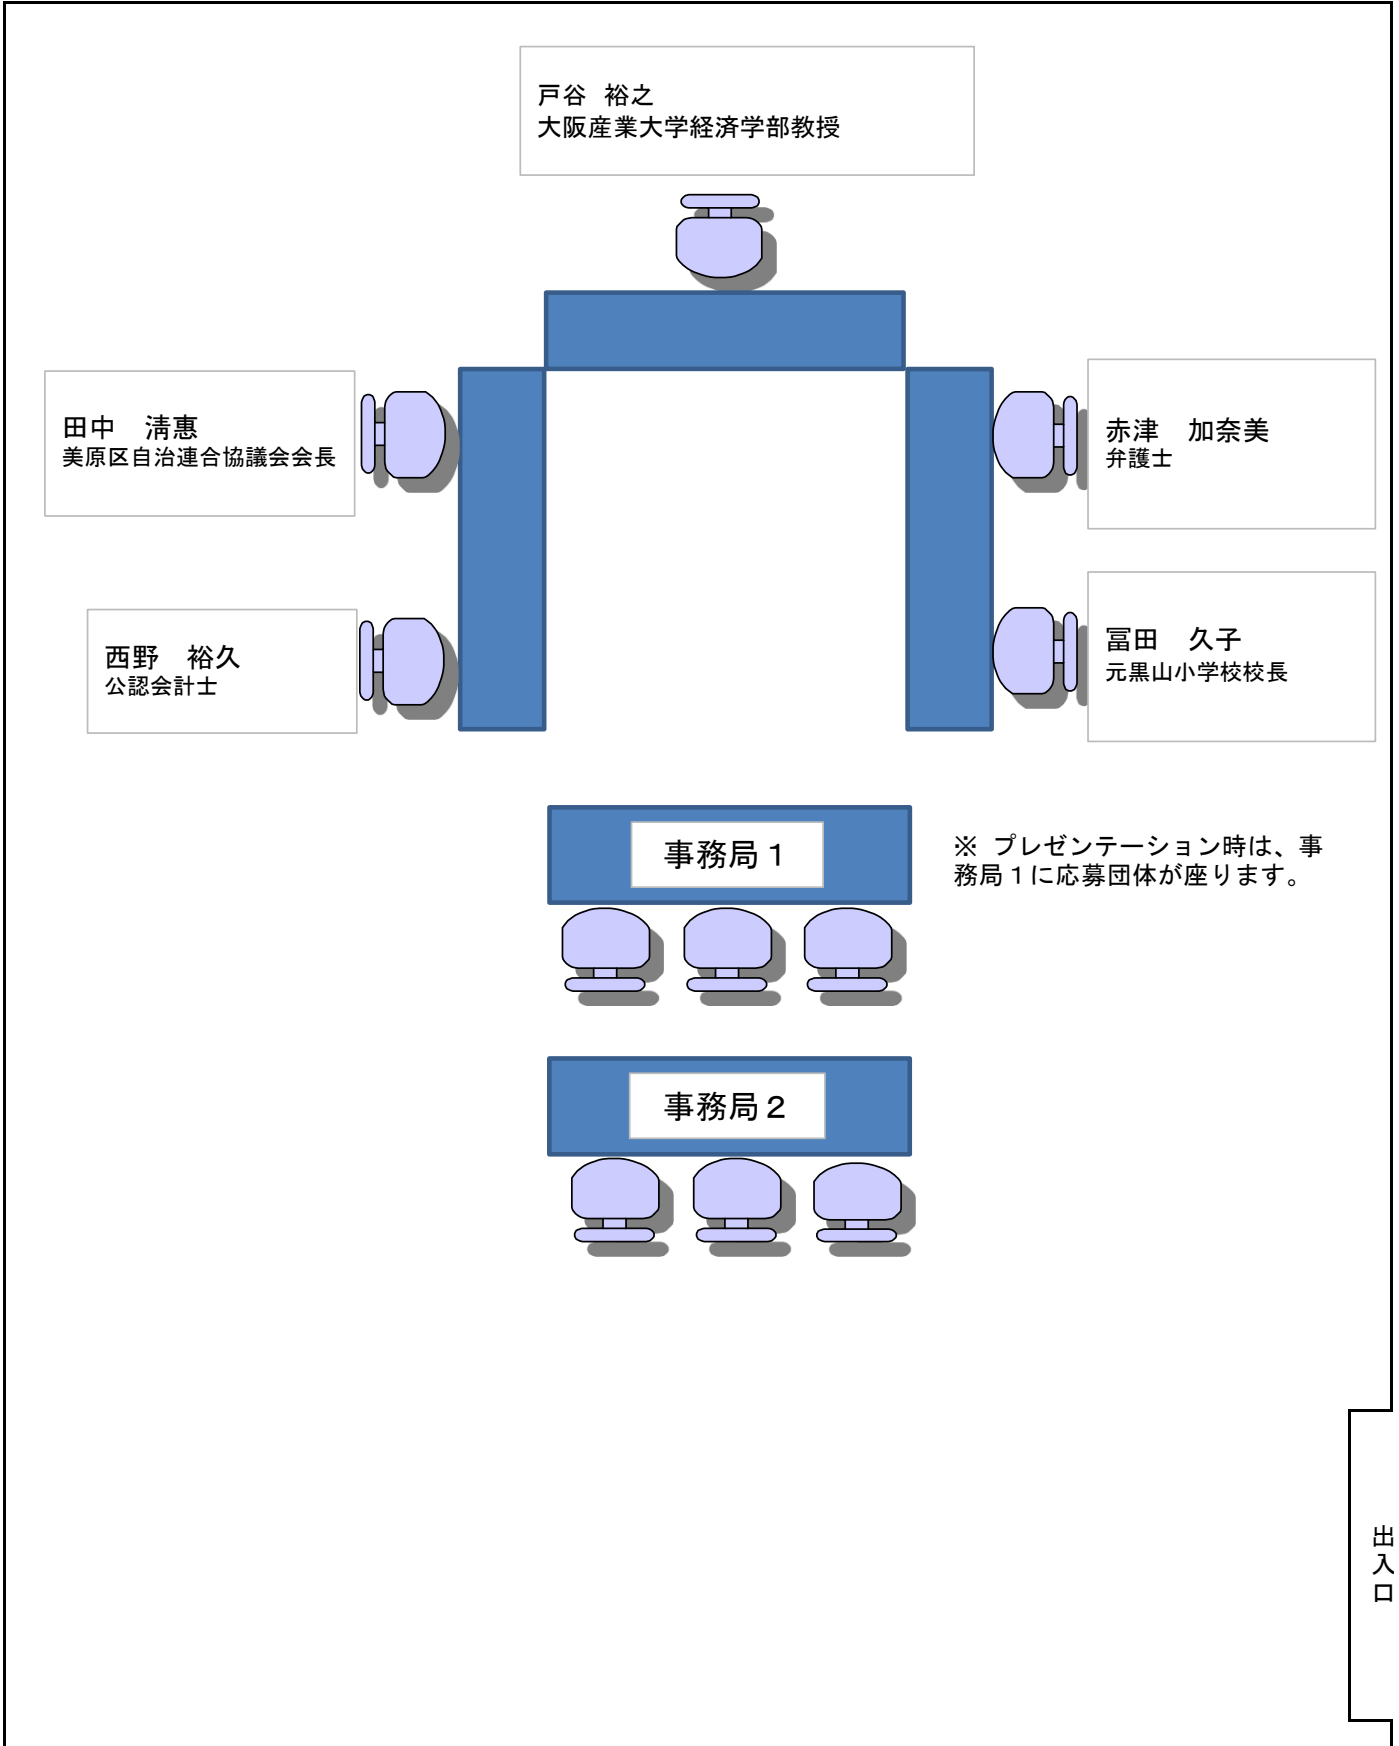 戸谷　裕之
大阪産業大学経済学部教授
田中　淸惠
美原区自治連合協議会会長
赤津　加奈美
弁護士
西野　裕久
公認会計士
冨田　久子
元黒山小学校校長
事務局１
※ プレゼンテーション時は、事
務局１に応募団体が座ります。
事務局２
出入口